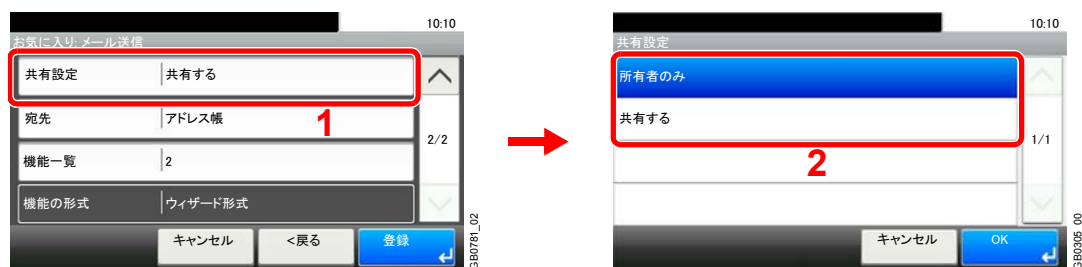 10:10
お気に入り: メール送信
共有設定 共有する
宛先 アドレス帳
1
機能一覧 2
2/2
機能の形式 ウィザード形式
キャンセル <戻る 登録
GB0781_02
10:10
共有設定
所有者のみ
共有する
1/1
2
キャンセル OK
GB0305_00